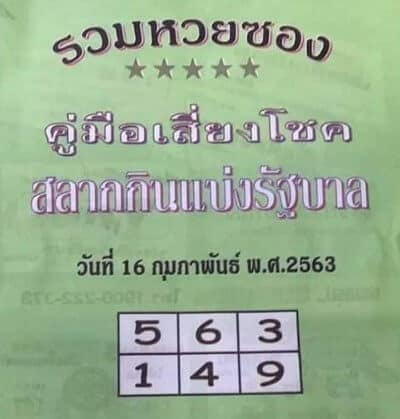 รวมหวยซอง
คู่มือเสี่ยงโชค
สลากกินแบ่งรัฐบาล
วันที่ 16 กุมภาพันธ์ พ.ศ.2563
5 6 3
1 4 9